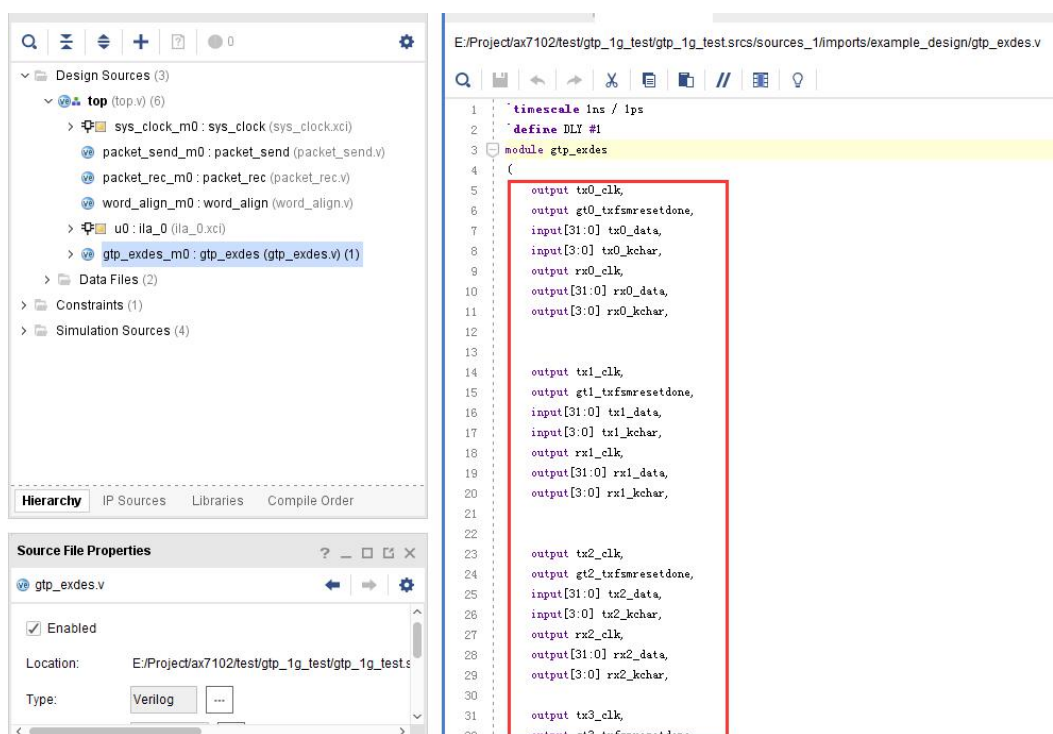 0
Design Sources (3)
top (top.v) (6)
sys_clock_m0 : sys_clock (sys_clock.xci)
packet_send_m0 : packet_send (packet_send.v)
packet_rec_m0 : packet_rec (packet_rec.v)
word_align_m0 : word_align (word_align.v)
u0 : ila_0 (ila_0.xci)
gtp_exdes_m0 : gtp_exdes (gtp_exdes.v) (1)
Data Files (2)
Constraints (1)
Simulation Sources (4)
Hierarchy IP Sources Libraries Compile Order
Source File Properties
gtp_exdes.v
Enabled
Location: E:/Project/ax7102/test/gtp_1g_test/gtp_1g_test.s
Type: Verilog ...
E:/Project/ax7102/test/gtp_1g_test/gtp_1g_test.srcs/sources_1/imports/example_design/gtp_exdes.v
1 `timescale 1ns / 1ps
2 `define DLY #1
3 module gtp_exdes
4 (
5 output tx0_clk,
6 output gt0_txfsmresetdone,
7 input[31:0] tx0_data,
8 input[3:0] tx0_kchar,
9 output rx0_clk,
10 output[31:0] rx0_data,
11 output[3:0] rx0_kchar,
12
13
14 output tx1_clk,
15 output gt1_txfsmresetdone,
16 input[31:0] tx1_data,
17 input[3:0] tx1_kchar,
18 output rx1_clk,
19 output[31:0] rx1_data,
20 output[3:0] rx1_kchar,
21
22
23 output tx2_clk,
24 output gt2_txfsmresetdone,
25 input[31:0] tx2_data,
26 input[3:0] tx2_kchar,
27 output rx2_clk,
28 output[31:0] rx2_data,
29 output[3:0] rx2_kchar,
30
31 output tx3_clk,